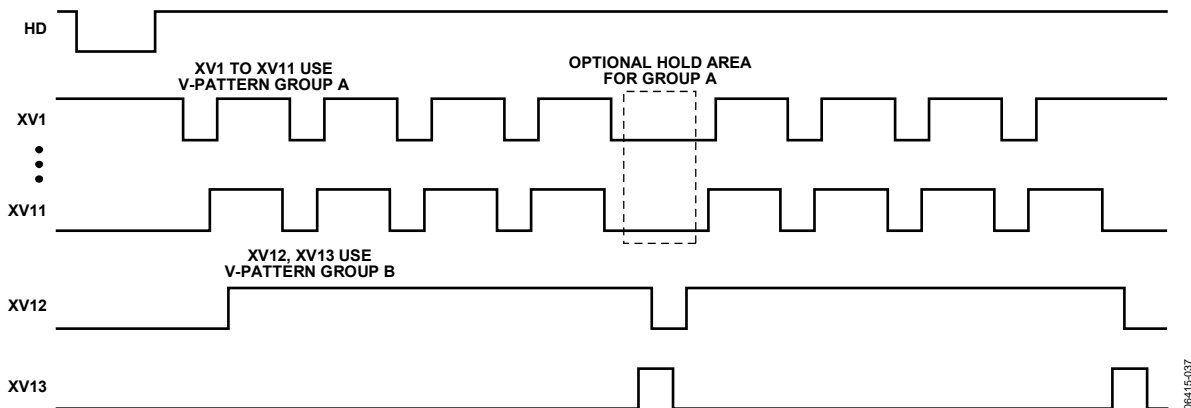 HD
XV1 TO XV11 USE
V-PATTERN GROUP A
OPTIONAL HOLD AREA
FOR GROUP A
XV1
XV11
XV12, XV13 USE
V-PATTERN GROUP B
XV12
XV13
06415-037